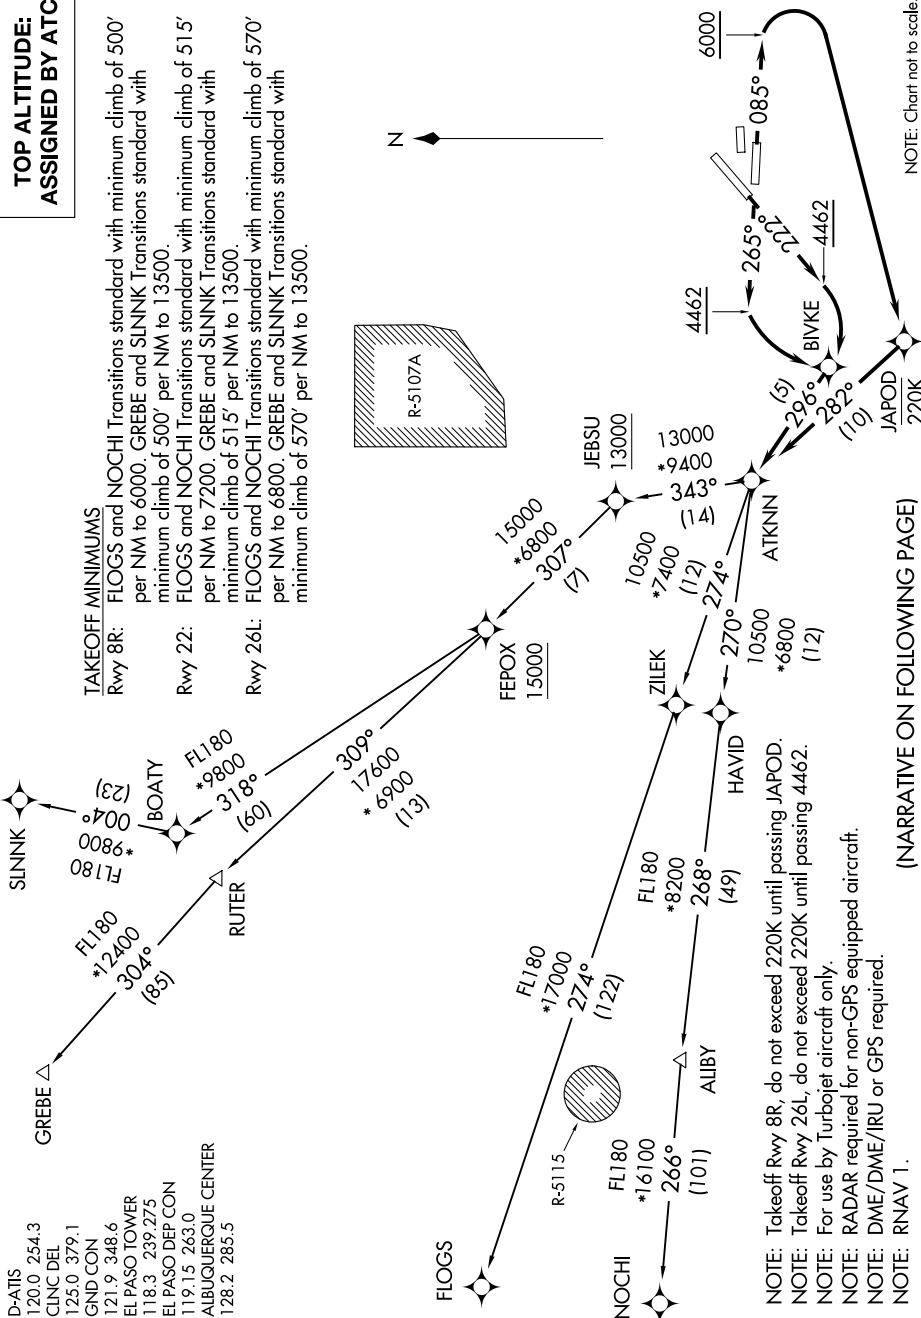 D-ATIS
120.0 254.3
CLNC DEL
125.0 379.1
GND CON
121.9 348.6
EL PASO TOWER
118.3 239.275
EL PASO DEP CON
119.15 263.0
ALBUQUERQUE CENTER
128.2 285.5
TOP ALTITUDE:
ASSIGNED BY ATC
TAKEOFF MINIMUMS
Rwy 8R: FLOGS and NOCHI Transitions standard with minimum climb of 500'
per NM to 6000. GREBE and SLNNK Transitions standard with
minimum climb of 500' per NM to 13500.
Rwy 22: FLOGS and NOCHI Transitions standard with minimum climb of 515'
per NM to 7200. GREBE and SLNNK Transitions standard with
minimum climb of 515' per NM to 13500.
Rwy 26L: FLOGS and NOCHI Transitions standard with minimum climb of 570'
per NM to 6800. GREBE and SLNNK Transitions standard with
minimum climb of 570' per NM to 13500.
SLNNK
FL180
*9800
004°
(23)
BOATY
GREBE
FL180
*12400
304°
(85)
RUTER
FL180
*9800
318°
(60)
309°
17600
* 6900
(13)
N
R-5107A
FEPOX
15000
15000
*6800
307°
(7)
JEBSU
13000
13000
*9400
343°
(14)
FLOGS
FL180
*17000
274°
(122)
R-5115
ZILEK
10500
*7400
(12)
274°
NOCHI
FL180
*16100
266°
(101)
ALIBY
FL180
*8200
268°
(49)
HAVID
270°
10500
*6800
(12)
ATKNN
(5)
296°
282°
(10)
BIVKE
JAPOD
220K
4462
265°
222°
4462
085°
6000
NOTE: Takeoff Rwy 8R, do not exceed 220K until passing JAPOD.
NOTE: Takeoff Rwy 26L, do not exceed 220K until passing 4462.
NOTE: For use by Turbojet aircraft only.
NOTE: RADAR required for non-GPS equipped aircraft.
NOTE: DME/DME/IRU or GPS required.
NOTE: RNAV 1.
(NARRATIVE ON FOLLOWING PAGE)
NOTE: Chart not to scale.